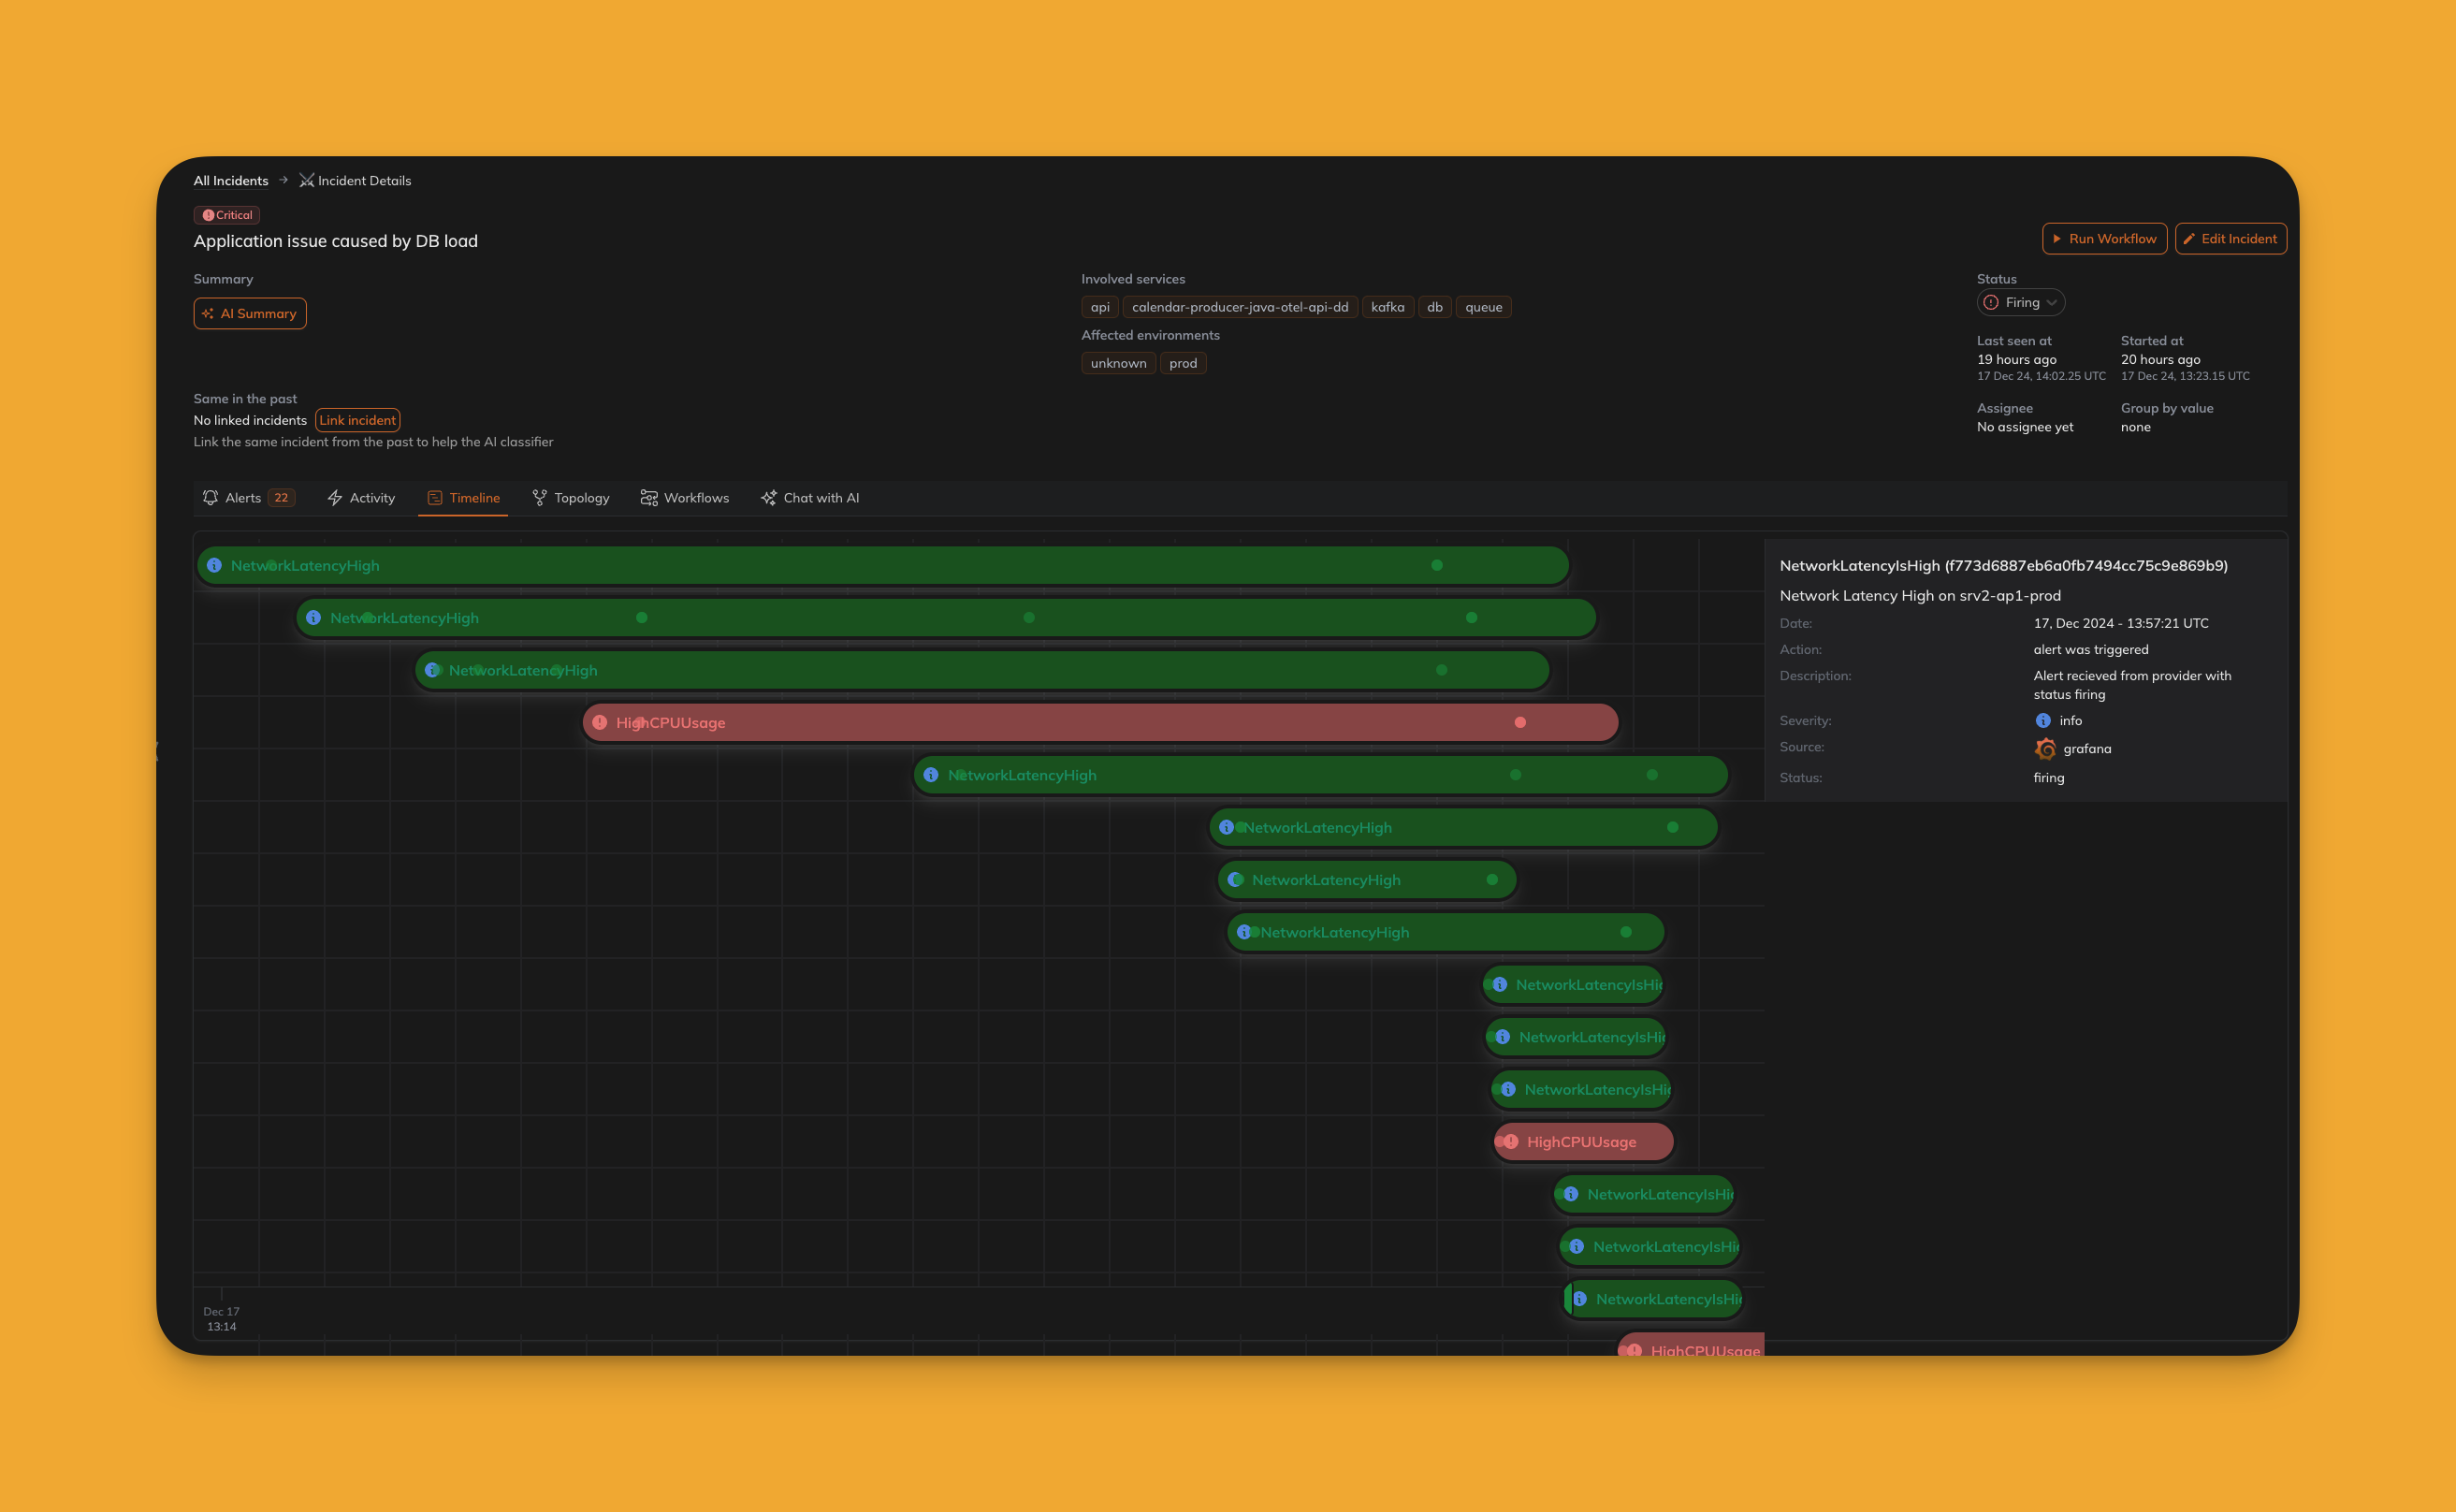 All Incidents → Incident Details
Critical
Application issue caused by DB load
Run Workflow
Edit Incident
Summary
AI Summary
Involved services
api calendar-producer-java-otel-api-dd kafka db queue
Affected environments
unknown prod
Status
Firing
Last seen at Started at
19 hours ago 20 hours ago
17 Dec 24, 14:02.25 UTC 17 Dec 24, 13:23.15 UTC
Assignee Group by value
No assignee yet none
Same in the past
No linked incidents Link incident
Link the same incident from the past to help the AI classifier
Alerts 22 Activity Timeline Topology Workflows Chat with AI
NetworkLatencyHigh
NetworkLatencyHigh
NetworkLatencyHigh
HighCPUUsage
NetworkLatencyHigh
NetworkLatencyHigh
NetworkLatencyHigh
NetworkLatencyHigh
NetworkLatencyIsHig
NetworkLatencyIsHig
NetworkLatencyIsHig
HighCPUUsage
NetworkLatencyIsHig
NetworkLatencyIsHig
NetworkLatencyIsHig
HighCPUUsage
Dec 17
13:14
NetworkLatencyIsHigh (f773d6887eb6a0fb7494cc75c9e869b9)
Network Latency High on srv2-ap1-prod
Date: 17, Dec 2024 - 13:57:21 UTC
Action: alert was triggered
Description: Alert recieved from provider with
status firing
Severity: info
Source: grafana
Status: firing